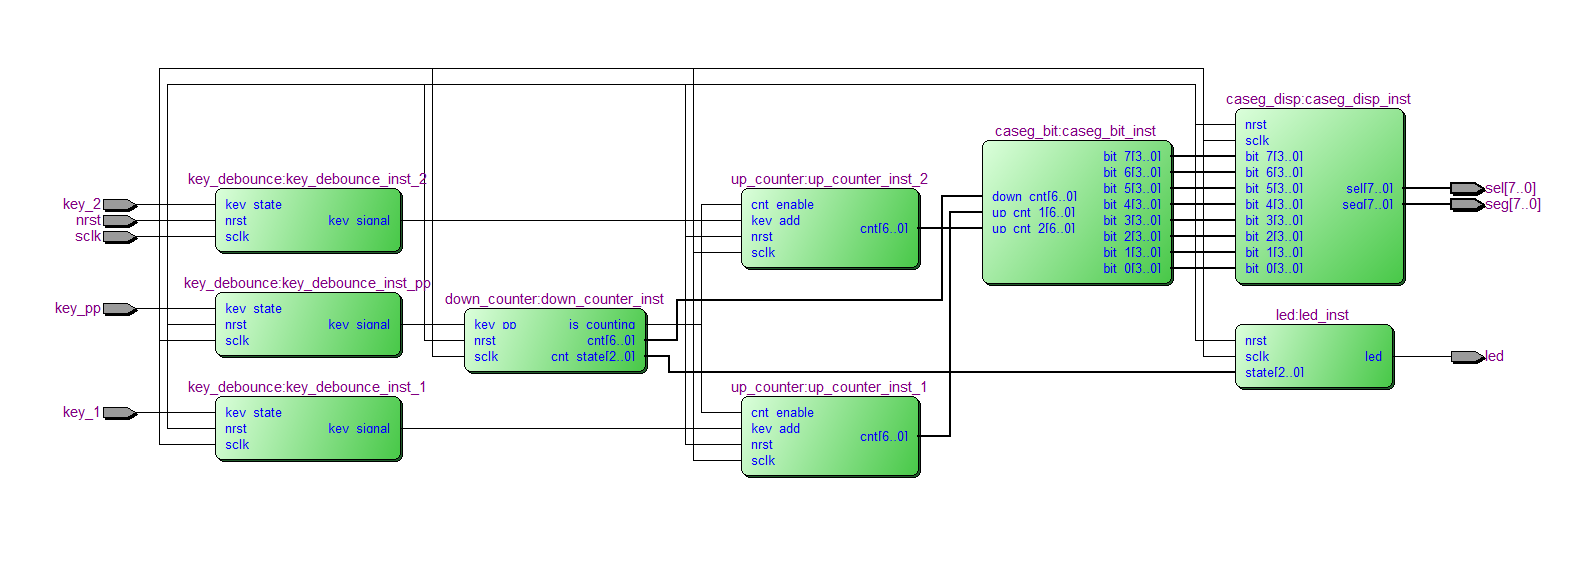 caseg_disp:caseg_disp_inst
nrst
sclk
bit_7[3..0]
bit_6[3..0]
bit_5[3..0]
bit_4[3..0]
bit_3[3..0]
bit_2[3..0]
bit_1[3..0]
bit_0[3..0]
sel[7..0]
seg[7..0]
sel[7..0]
seg[7..0]
caseg_bit:caseg_bit_inst
down_cnt[6..0]
up_cnt_1[6..0]
up_cnt_2[6..0]
bit_7[3..0]
bit_6[3..0]
bit_5[3..0]
bit_4[3..0]
bit_3[3..0]
bit_2[3..0]
bit_1[3..0]
bit_0[3..0]
key_debounce:key_debounce_inst_2
key_2
nrst
sclk
key_state
nrst
sclk
key_signal
up_counter:up_counter_inst_2
cnt_enable
key_add
nrst
sclk
cnt[6..0]
key_debounce:key_debounce_inst_pp
key_pp
key_state
nrst
sclk
key_signal
down_counter:down_counter_inst
key_pp
nrst
sclk
is_counting
cnt[6..0]
cnt_state[2..0]
led:led_inst
nrst
sclk
state[2..0]
led
led
key_debounce:key_debounce_inst_1
key_1
key_state
nrst
sclk
key_signal
up_counter:up_counter_inst_1
cnt_enable
key_add
nrst
sclk
cnt[6..0]